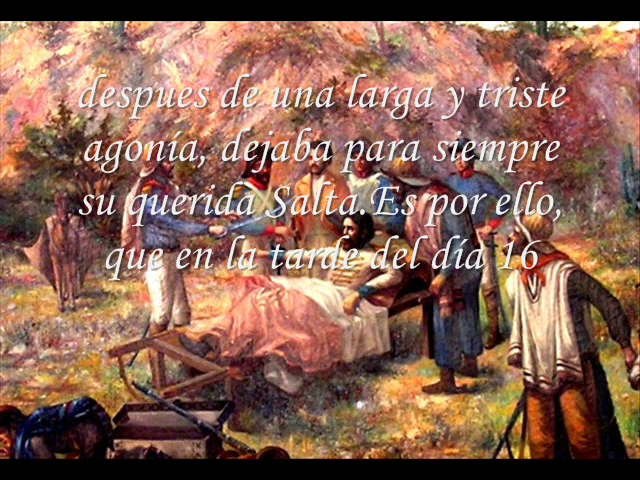 despues de una larga y triste
agonía, dejaba para siempre
su querida Salta.Es por ello,
que en la tarde del día 16